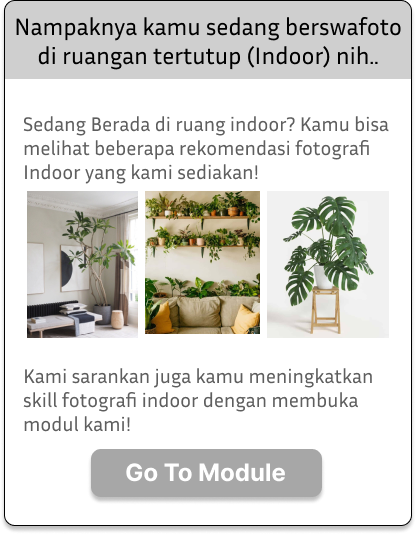 Nampaknya kamu sedang berswafoto
di ruangan tertutup (Indoor) nih..
Sedang Berada di ruang indoor? Kamu bisa
melihat beberapa rekomendasi fotografi
Indoor yang kami sediakan!
Kami sarankan juga kamu meningkatkan
skill fotografi indoor dengan membuka
modul kami!
Go To Module